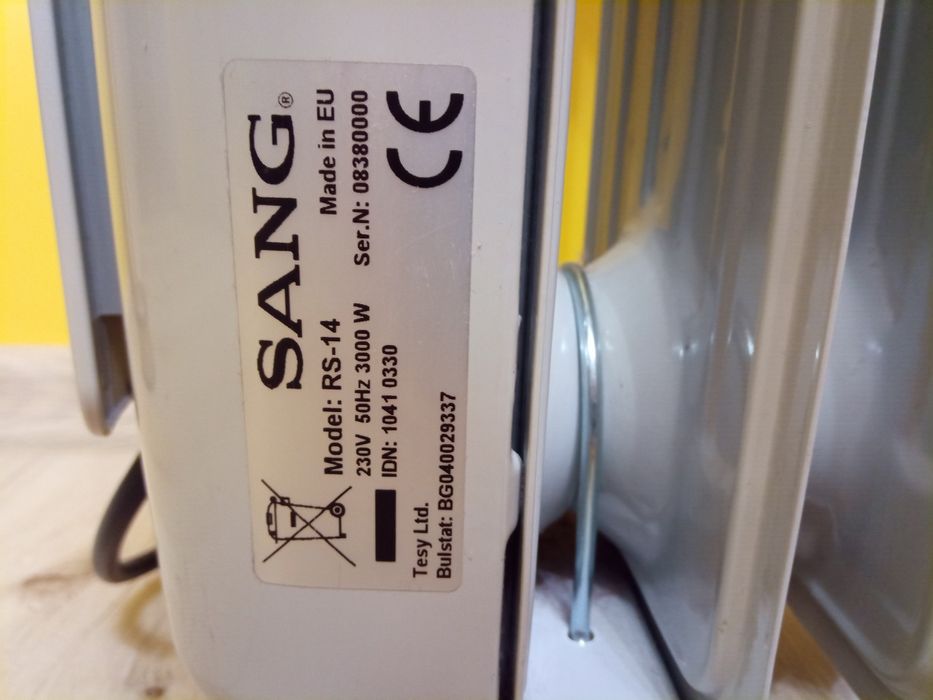 SANG®
Model: RS-14 Made in EU
230V 50Hz 3000 W Ser.N: 08380000
IDN: 1041 0330 CE
Tesy Ltd.
Bulstat: BG040029337